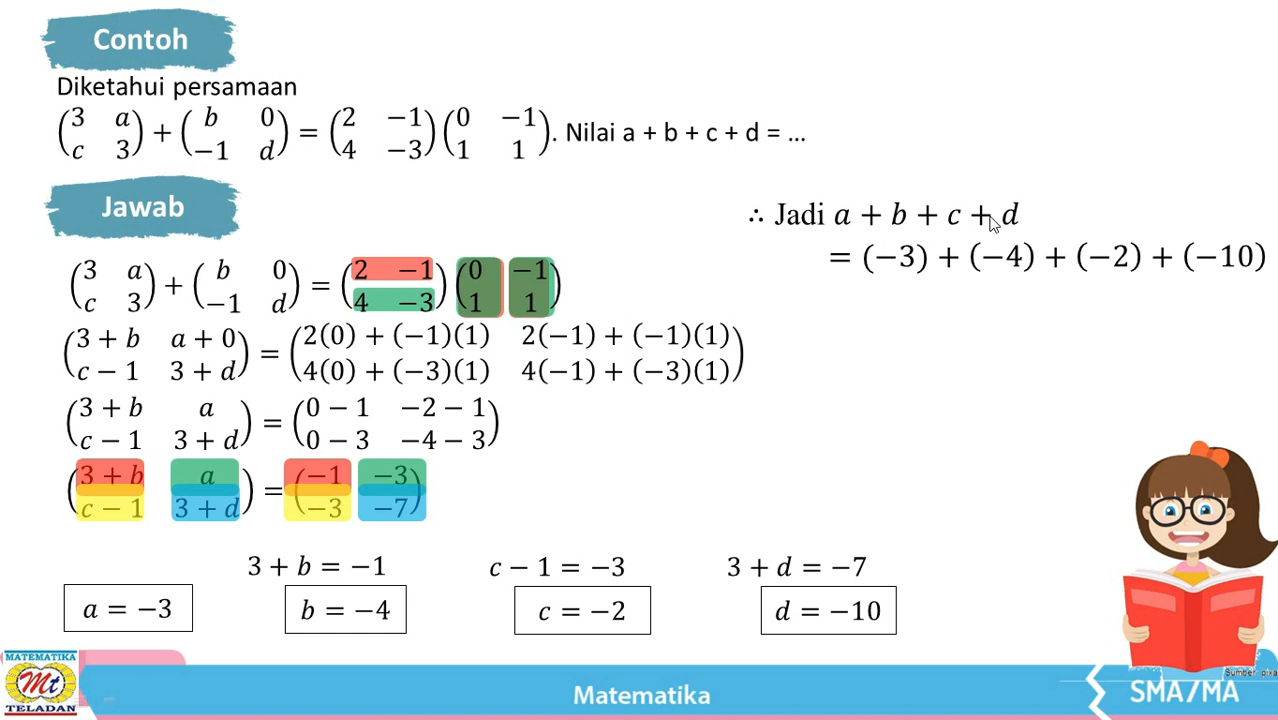 Contoh
Diketahui persamaan
(3 a
c 3) + (b 0
−1 d) = (2 −1
4 −3)(0 −1
1 1). Nilai a + b + c + d = ...
Jawab
∴ Jadi a + b + c + d
= (−3) + (−4) + (−2) + (−10)
(3 a
c 3) + (b 0
−1 d) = (2 −1
4 −3)(0 −1
1 1)
(3 + b a + 0
c − 1 3 + d) = (2(0) + (−1)(1) 2(−1) + (−1)(1)
4(0) + (−3)(1) 4(−1) + (−3)(1))
(3 + b a
c − 1 3 + d) = (0 − 1 −2 − 1
0 − 3 −4 − 3)
(3 + b a
c − 1 3 + d) = (−1 −3
−3 −7)
3 + b = −1 c − 1 = −3 3 + d = −7
a = −3 b = −4 c = −2 d = −10
MATEMATIKA
Mt
TELADAN
Matematika
Sumber pixa
SMA/MA